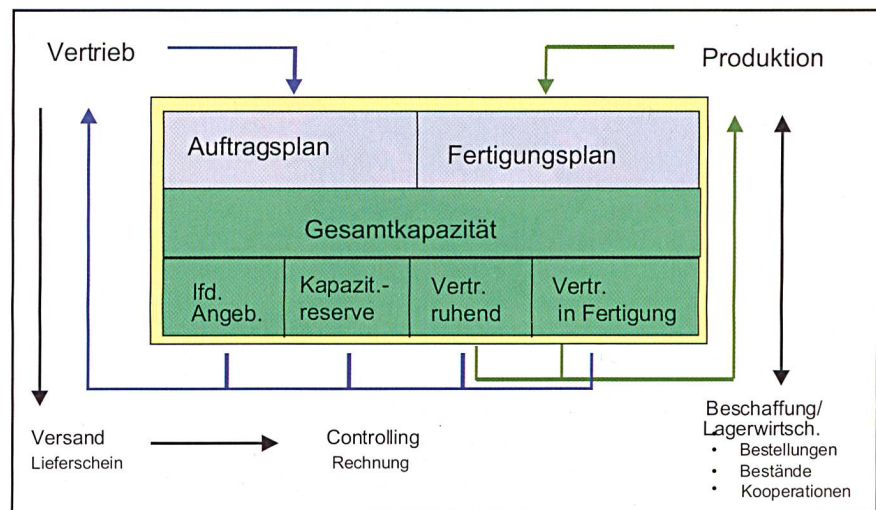 Vertrieb
Produktion
Auftragsplan
Fertigungsplan
Gesamtkapazität
lfd.
Angeb.
Kapazit.-
reserve
Vertr.
ruhend
Vertr.
in Fertigung
Versand
Lieferschein
Controlling
Rechnung
Beschaffung/
Lagerwirtsch.
• Bestellungen
• Bestände
• Kooperationen